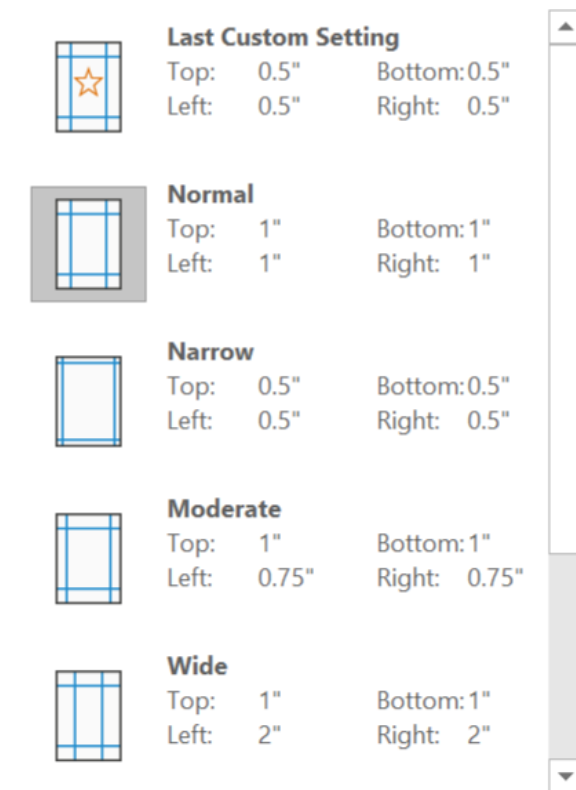 Last Custom Setting
Top: 0.5" Bottom: 0.5"
Left: 0.5" Right: 0.5"
Normal
Top: 1" Bottom: 1"
Left: 1" Right: 1"
Narrow
Top: 0.5" Bottom: 0.5"
Left: 0.5" Right: 0.5"
Moderate
Top: 1" Bottom: 1"
Left: 0.75" Right: 0.75"
Wide
Top: 1" Bottom: 1"
Left: 2" Right: 2"